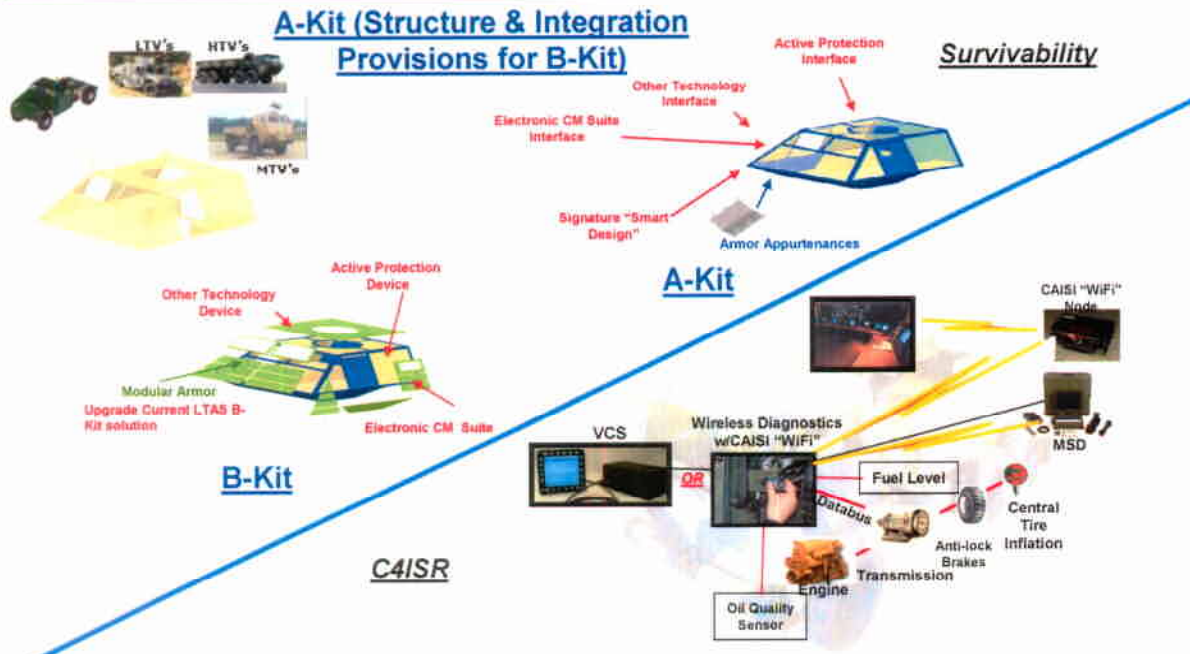 A-Kit (Structure & Integration
Provisions for B-Kit)
Survivability
LTV's
HTV's
MTV's
Active Protection
Interface
Other Technology
Interface
Electronic CM Suite
Interface
Signature "Smart
Design"
Armor Appurtenances
A-Kit
Active Protection
Device
Other Technology
Device
Modular Armor
Upgrade Current LTAS B-
Kit solution
Electronic CM Suite
B-Kit
C4ISR
CAISI "WiFi"
Node
Wireless Diagnostics
w/CAISI "WiFi"
VCS
OR
MSD
Fuel Level
Databus
Central
Tire
Inflation
Anti-lock
Brakes
Transmission
Engine
Oil Quality
Sensor